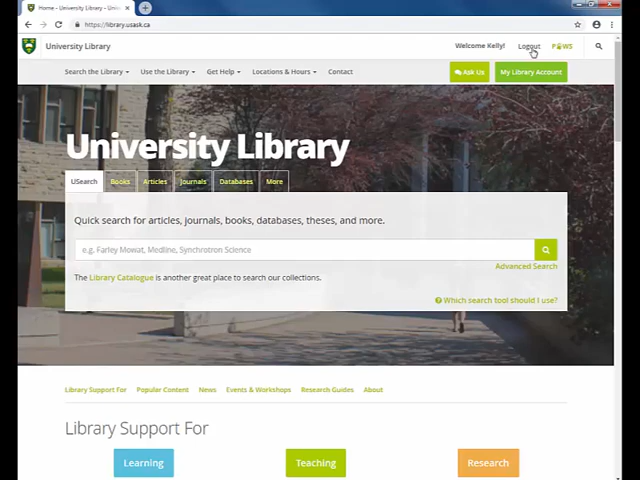 Home - University Library - Univ
https://library.usask.ca
University Library
Welcome Kelly! Logout PAWS
Search the Library Use the Library Get Help Locations & Hours Contact
Ask Us My Library Account
University Library
USearch Books Articles Journals Databases More
Quick search for articles, journals, books, databases, theses, and more.
e.g. Farley Mowat, Medline, Synchrotron Science
Advanced Search
The Library Catalogue is another great place to search our collections.
Which search tool should I use?
Library Support For Popular Content News Events & Workshops Research Guides About
Library Support For
Learning Teaching Research